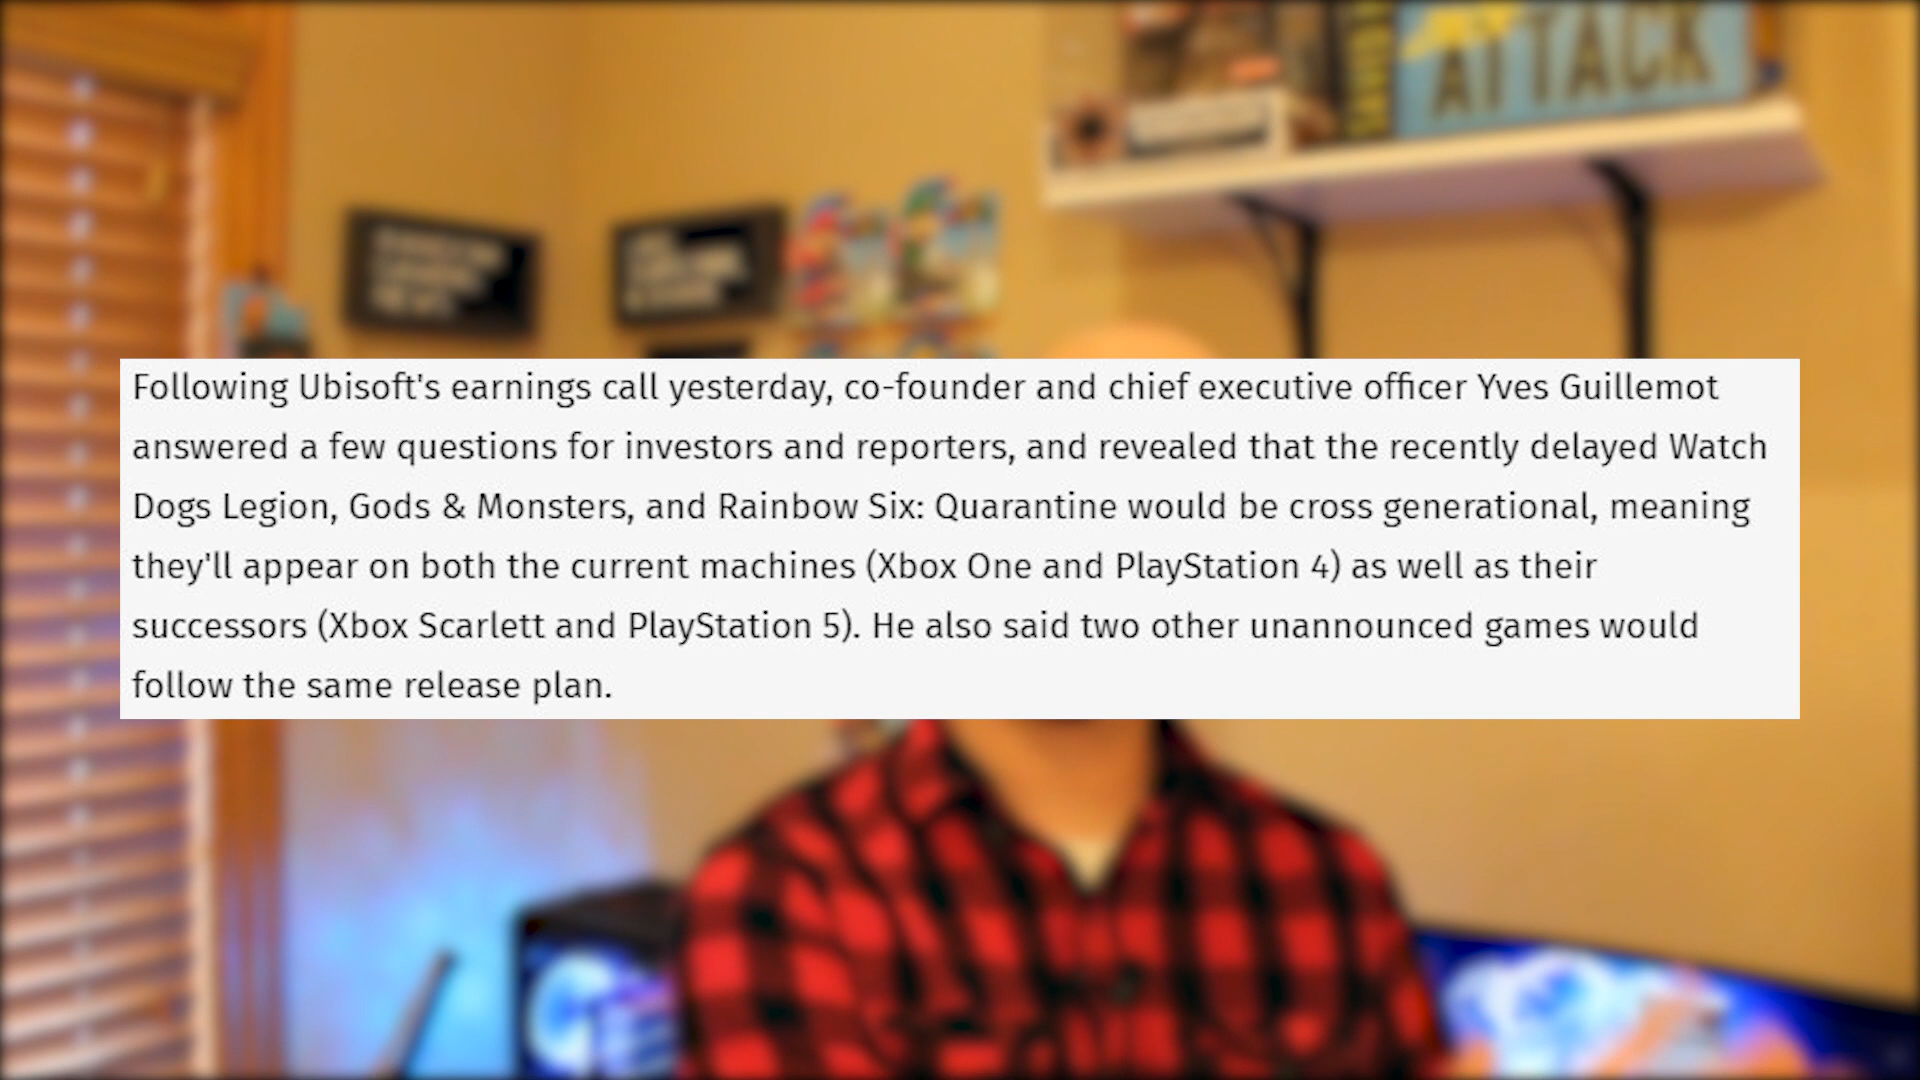 ATTACK
Following Ubisoft's earnings call yesterday, co-founder and chief executive officer Yves Guillemot
answered a few questions for investors and reporters, and revealed that the recently delayed Watch
Dogs Legion, Gods & Monsters, and Rainbow Six: Quarantine would be cross generational, meaning
they'll appear on both the current machines (Xbox One and PlayStation 4) as well as their
successors (Xbox Scarlett and PlayStation 5). He also said two other unannounced games would
follow the same release plan.